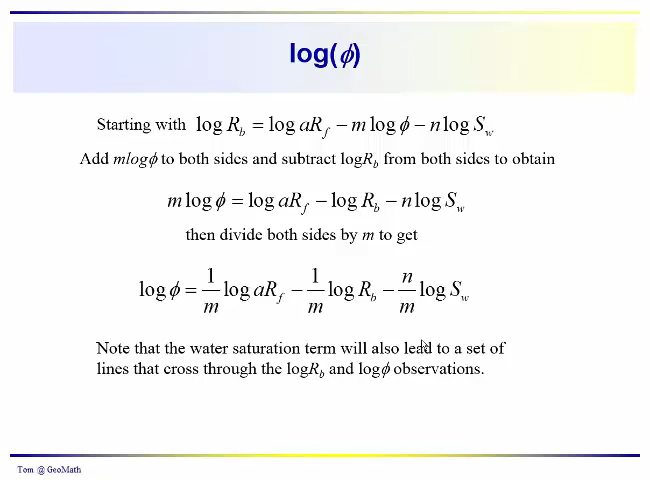 log(ϕ)
Starting with log R_b = log aR_f − m log ϕ − n log S_w
Add mlogϕ to both sides and subtract logR_b from both sides to obtain
m log ϕ = log aR_f − log R_b − n log S_w
then divide both sides by m to get
log ϕ = 1/m log aR_f − 1/m log R_b − n/m log S_w
Note that the water saturation term will also lead to a set of
lines that cross through the logR_b and logϕ observations.
Tom @ GeoMath